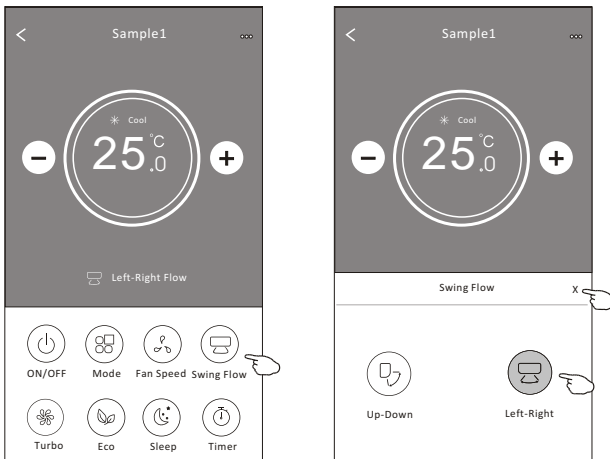 Sample1
Cool
25.0 °C
Left-Right Flow
ON/OFF Mode Fan Speed Swing Flow
Turbo Eco Sleep Timer
Sample1
Cool
25.0 °C
Swing Flow X
Up-Down Left-Right